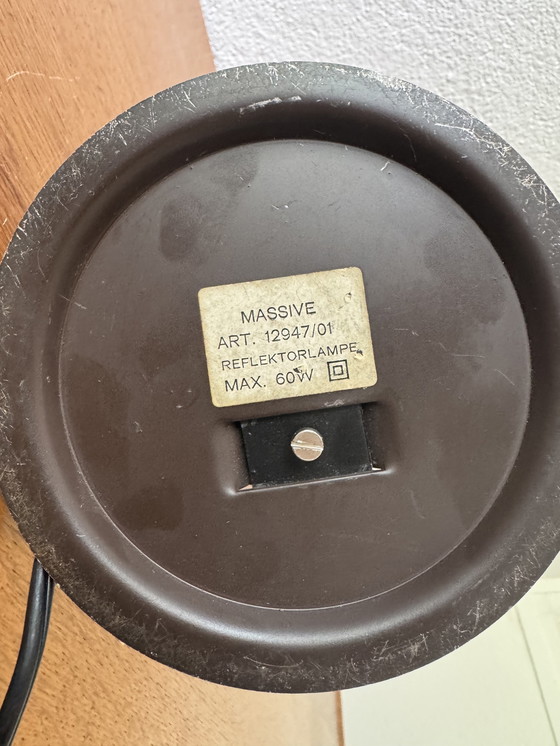 MASSIVE
ART. 12947/01
REFLEKTORLAMPE
MAX. 60W